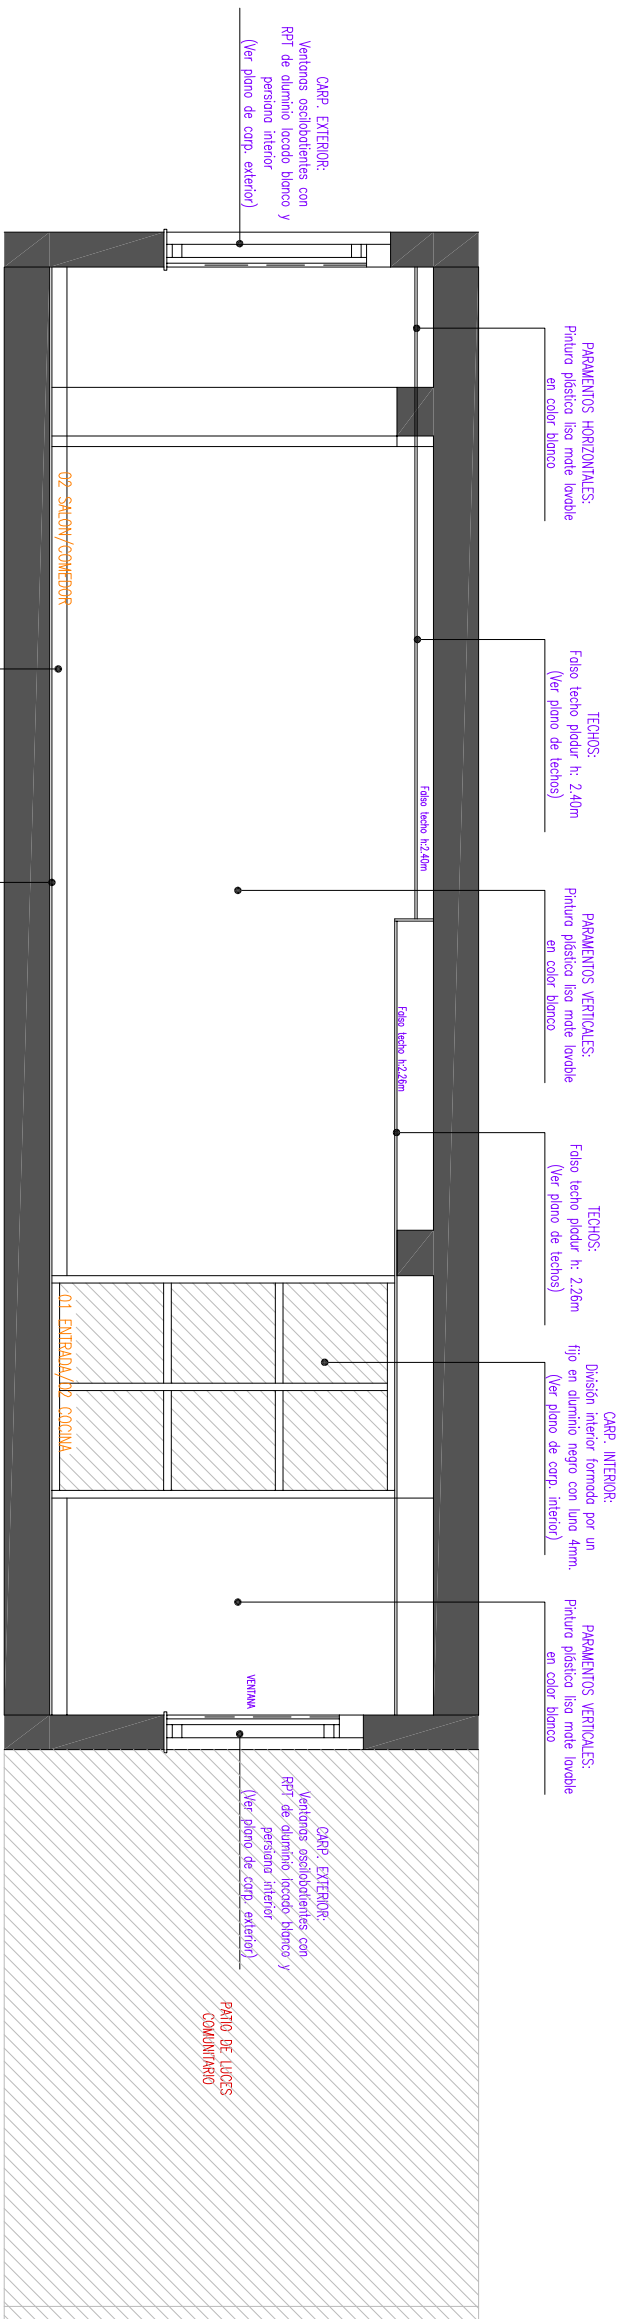 CARP. EXTERIOR:
Ventanas oscilobatientes con
RPT de aluminio lacado blanco y
persiana interior
(Ver plano de carp. exterior)
PARAMENTOS HORIZONTALES:
Pintura plástica lisa mate lavable
en color blanco
TECHOS:
Falso techo pladur h: 2.40m
(Ver plano de techos)
PARAMENTOS VERTICALES:
Pintura plástica lisa mate lavable
en color blanco
TECHOS:
Falso techo pladur h: 2.26m
(Ver plano de techos)
CARP. INTERIOR:
División interior formada por un
fijo en aluminio negro con luna 4mm.
(Ver plano de carp. interior)
PARAMENTOS VERTICALES:
Pintura plástica lisa mate lavable
en color blanco
Falso techo h:2.40m
Falso techo h:2.26m
VENTANA
CARP. EXTERIOR:
Ventanas oscilobatientes con
RPT de aluminio lacado blanco y
persiana interior
(Ver plano de carp. exterior)
PATIO DE LUCES
COMUNITARIO
02 SALON/COMEDOR
01 ENTRADA/02 COCINA